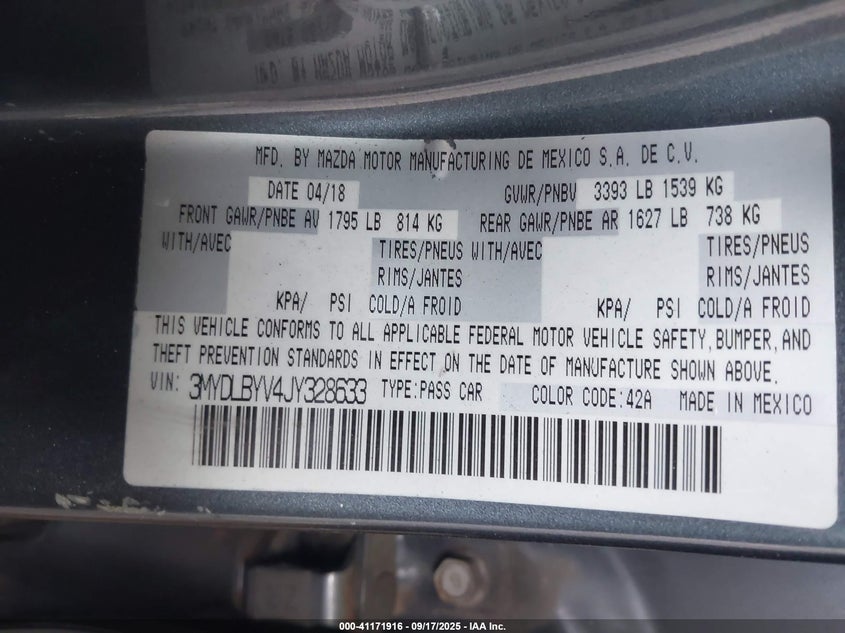 MFD. BY MAZDA MOTOR MANUFACTURING DE MEXICO S.A. DE C.V.
DATE 04/18 GVWR/PNBV 3393 LB 1539 KG
FRONT GAWR/PNBE AV 1795 LB 814 KG REAR GAWR/PNBE AR 1627 LB 738 KG
WITH/AVEC TIRES/PNEUS WITH/AVEC TIRES/PNEUS
RIMS/JANTES RIMS/JANTES
KPA/ PSI COLD/A FROID KPA/ PSI COLD/A FROID
THIS VEHICLE CONFORMS TO ALL APPLICABLE FEDERAL MOTOR VEHICLE SAFETY, BUMPER, AND
THEFT PREVENTION STANDARDS IN EFFECT ON THE DATE OF MANUFACTURE SHOWN ABOVE.
VIN: 3MYDLBYV4JY328633 TYPE:PASS CAR COLOR CODE:42A MADE IN MEXICO
000-41171916 - 09/17/2025 - IAA Inc.